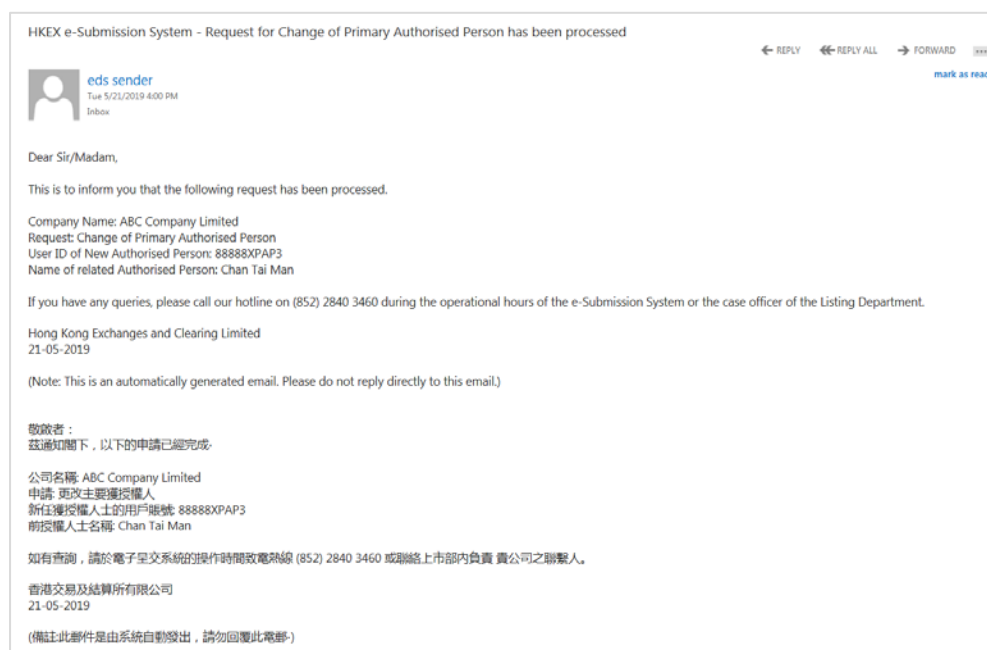 HKEX e-Submission System - Request for Change of Primary Authorised Person has been processed
REPLY REPLY ALL FORWARD
mark as read
eds sender
Tue 5/21/2019 4:00 PM
Inbox
Dear Sir/Madam,
This is to inform you that the following request has been processed.
Company Name: ABC Company Limited
Request: Change of Primary Authorised Person
User ID of New Authorised Person: 88888XPAP3
Name of related Authorised Person: Chan Tai Man
If you have any queries, please call our hotline on (852) 2840 3460 during the operational hours of the e-Submission System or the case officer of the Listing Department.
Hong Kong Exchanges and Clearing Limited
21-05-2019
(Note: This is an automatically generated email. Please do not reply directly to this email.)
敬啟者：
茲通知閣下，以下的申請已經完成·
公司名稱: ABC Company Limited
申請: 更改主要獲授權人
新任獲授權人士的用戶賬號: 88888XPAP3
前授權人士名稱: Chan Tai Man
如有查詢，請於電子呈交系統的操作時間致電熱線 (852) 2840 3460 或聯絡上市部內負責 貴公司之聯繫人。
香港交易及結算所有限公司
21-05-2019
(備註:此郵件是由系統自動發出，請勿回覆此電郵·)